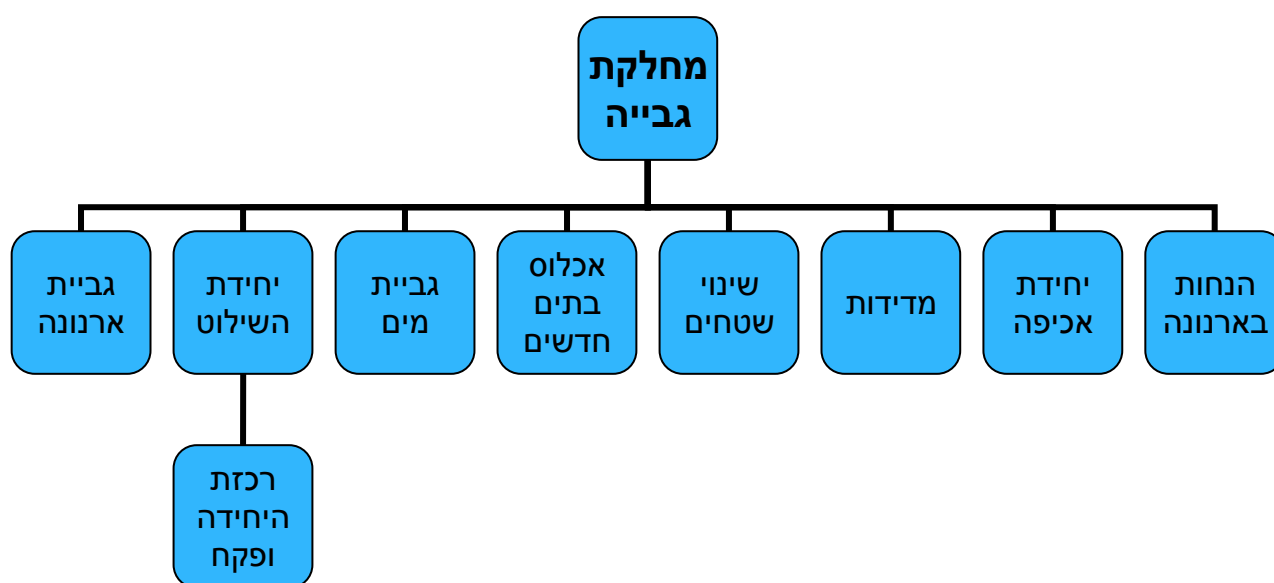 מחלקת
גבייה
הנחות
בארנונה
יחידת
אכיפה
מדידות
שינוי
שטחים
אכלוס
בתים
חדשים
גביית
מים
יחידת
השילוט
גביית
ארנונה
רכזת
היחידה
ופקח